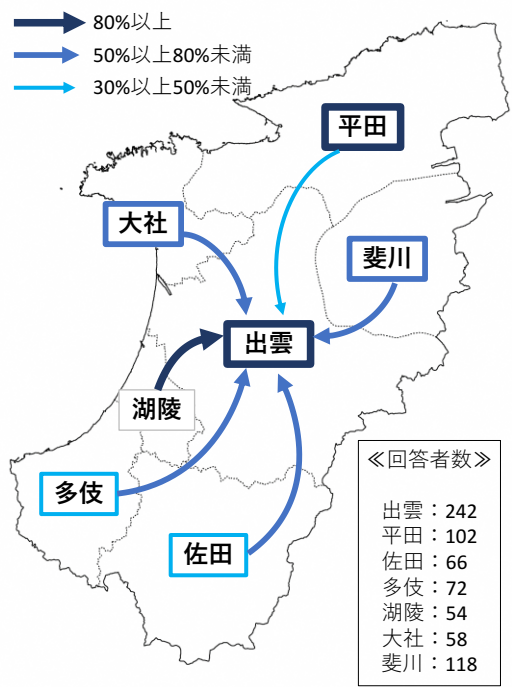 80%以上
50%以上80%未満
30%以上50%未満
平田
大社
斐川
出雲
湖陵
多伎
佐田
≪回答者数≫
出雲：242
平田：102
佐田：66
多伎：72
湖陵：54
大社：58
斐川：118